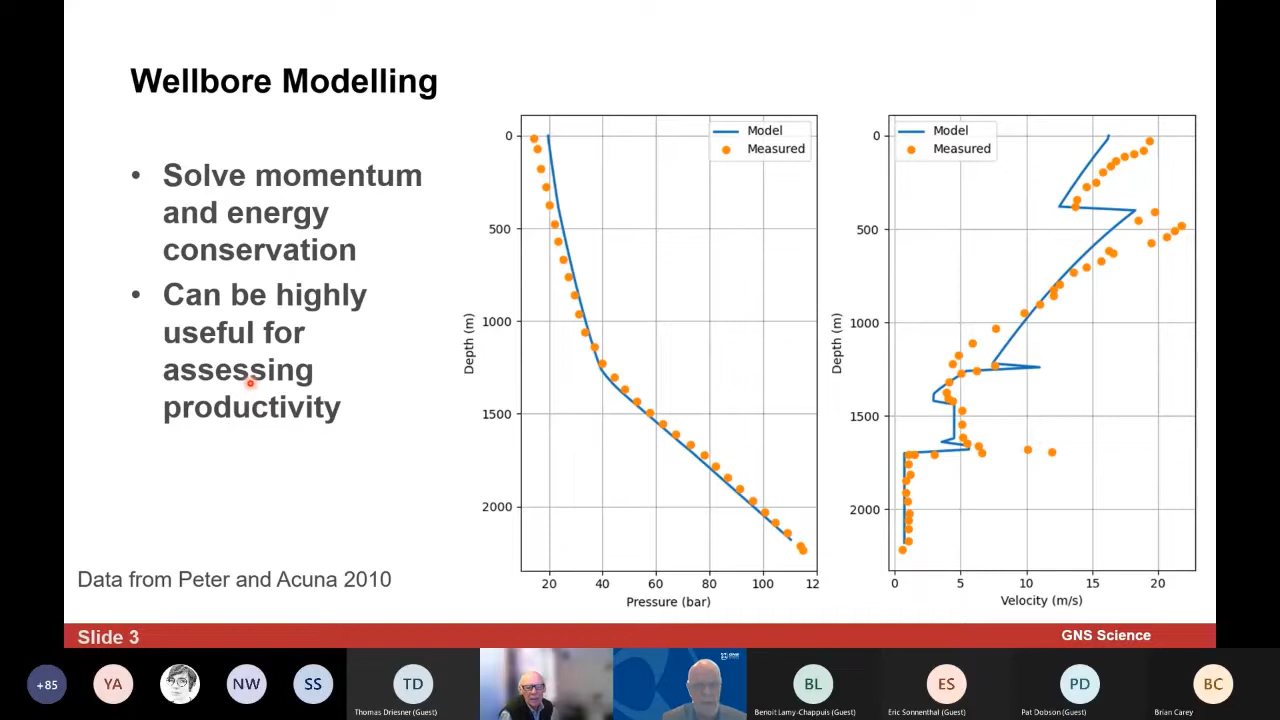 Wellbore Modelling
• Solve momentum
and energy
conservation
• Can be highly
useful for
assessing
productivity
Data from Peter and Acuna 2010
Model
Measured
0
500
1000
1500
2000
Depth (m)
20
40
60
80
100
12
Pressure (bar)
Model
Measured
0
500
1000
1500
2000
Depth (m)
0
5
10
15
20
Velocity (m/s)
Slide 3
GNS Science
+85
YA
NW
SS
TD
Thomas Driesner (Guest)
BL
Benoit Lamy-Chappuis (Guest)
ES
Eric Sonnenthal (Guest)
PD
Pat Dobson (Guest)
BC
Brian Carey